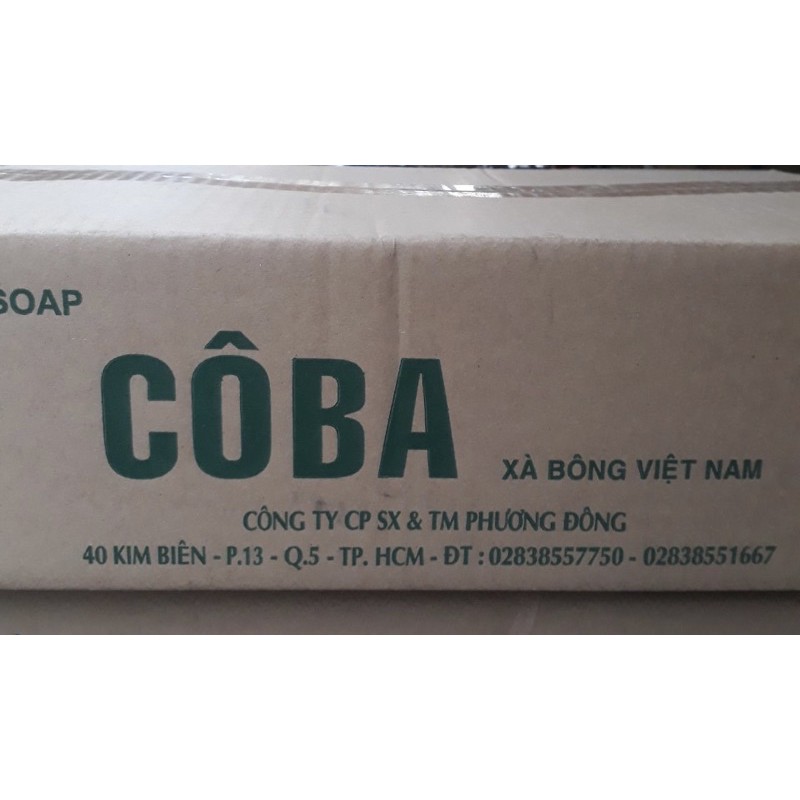 SOAP
CÔBA
XÀ BÔNG VIỆT NAM
CÔNG TY CP SX & TM PHƯƠNG ĐÔNG
40 KIM BIÊN - P.13 - Q.5 - TP. HCM - ĐT : 02838557750 - 02838551667